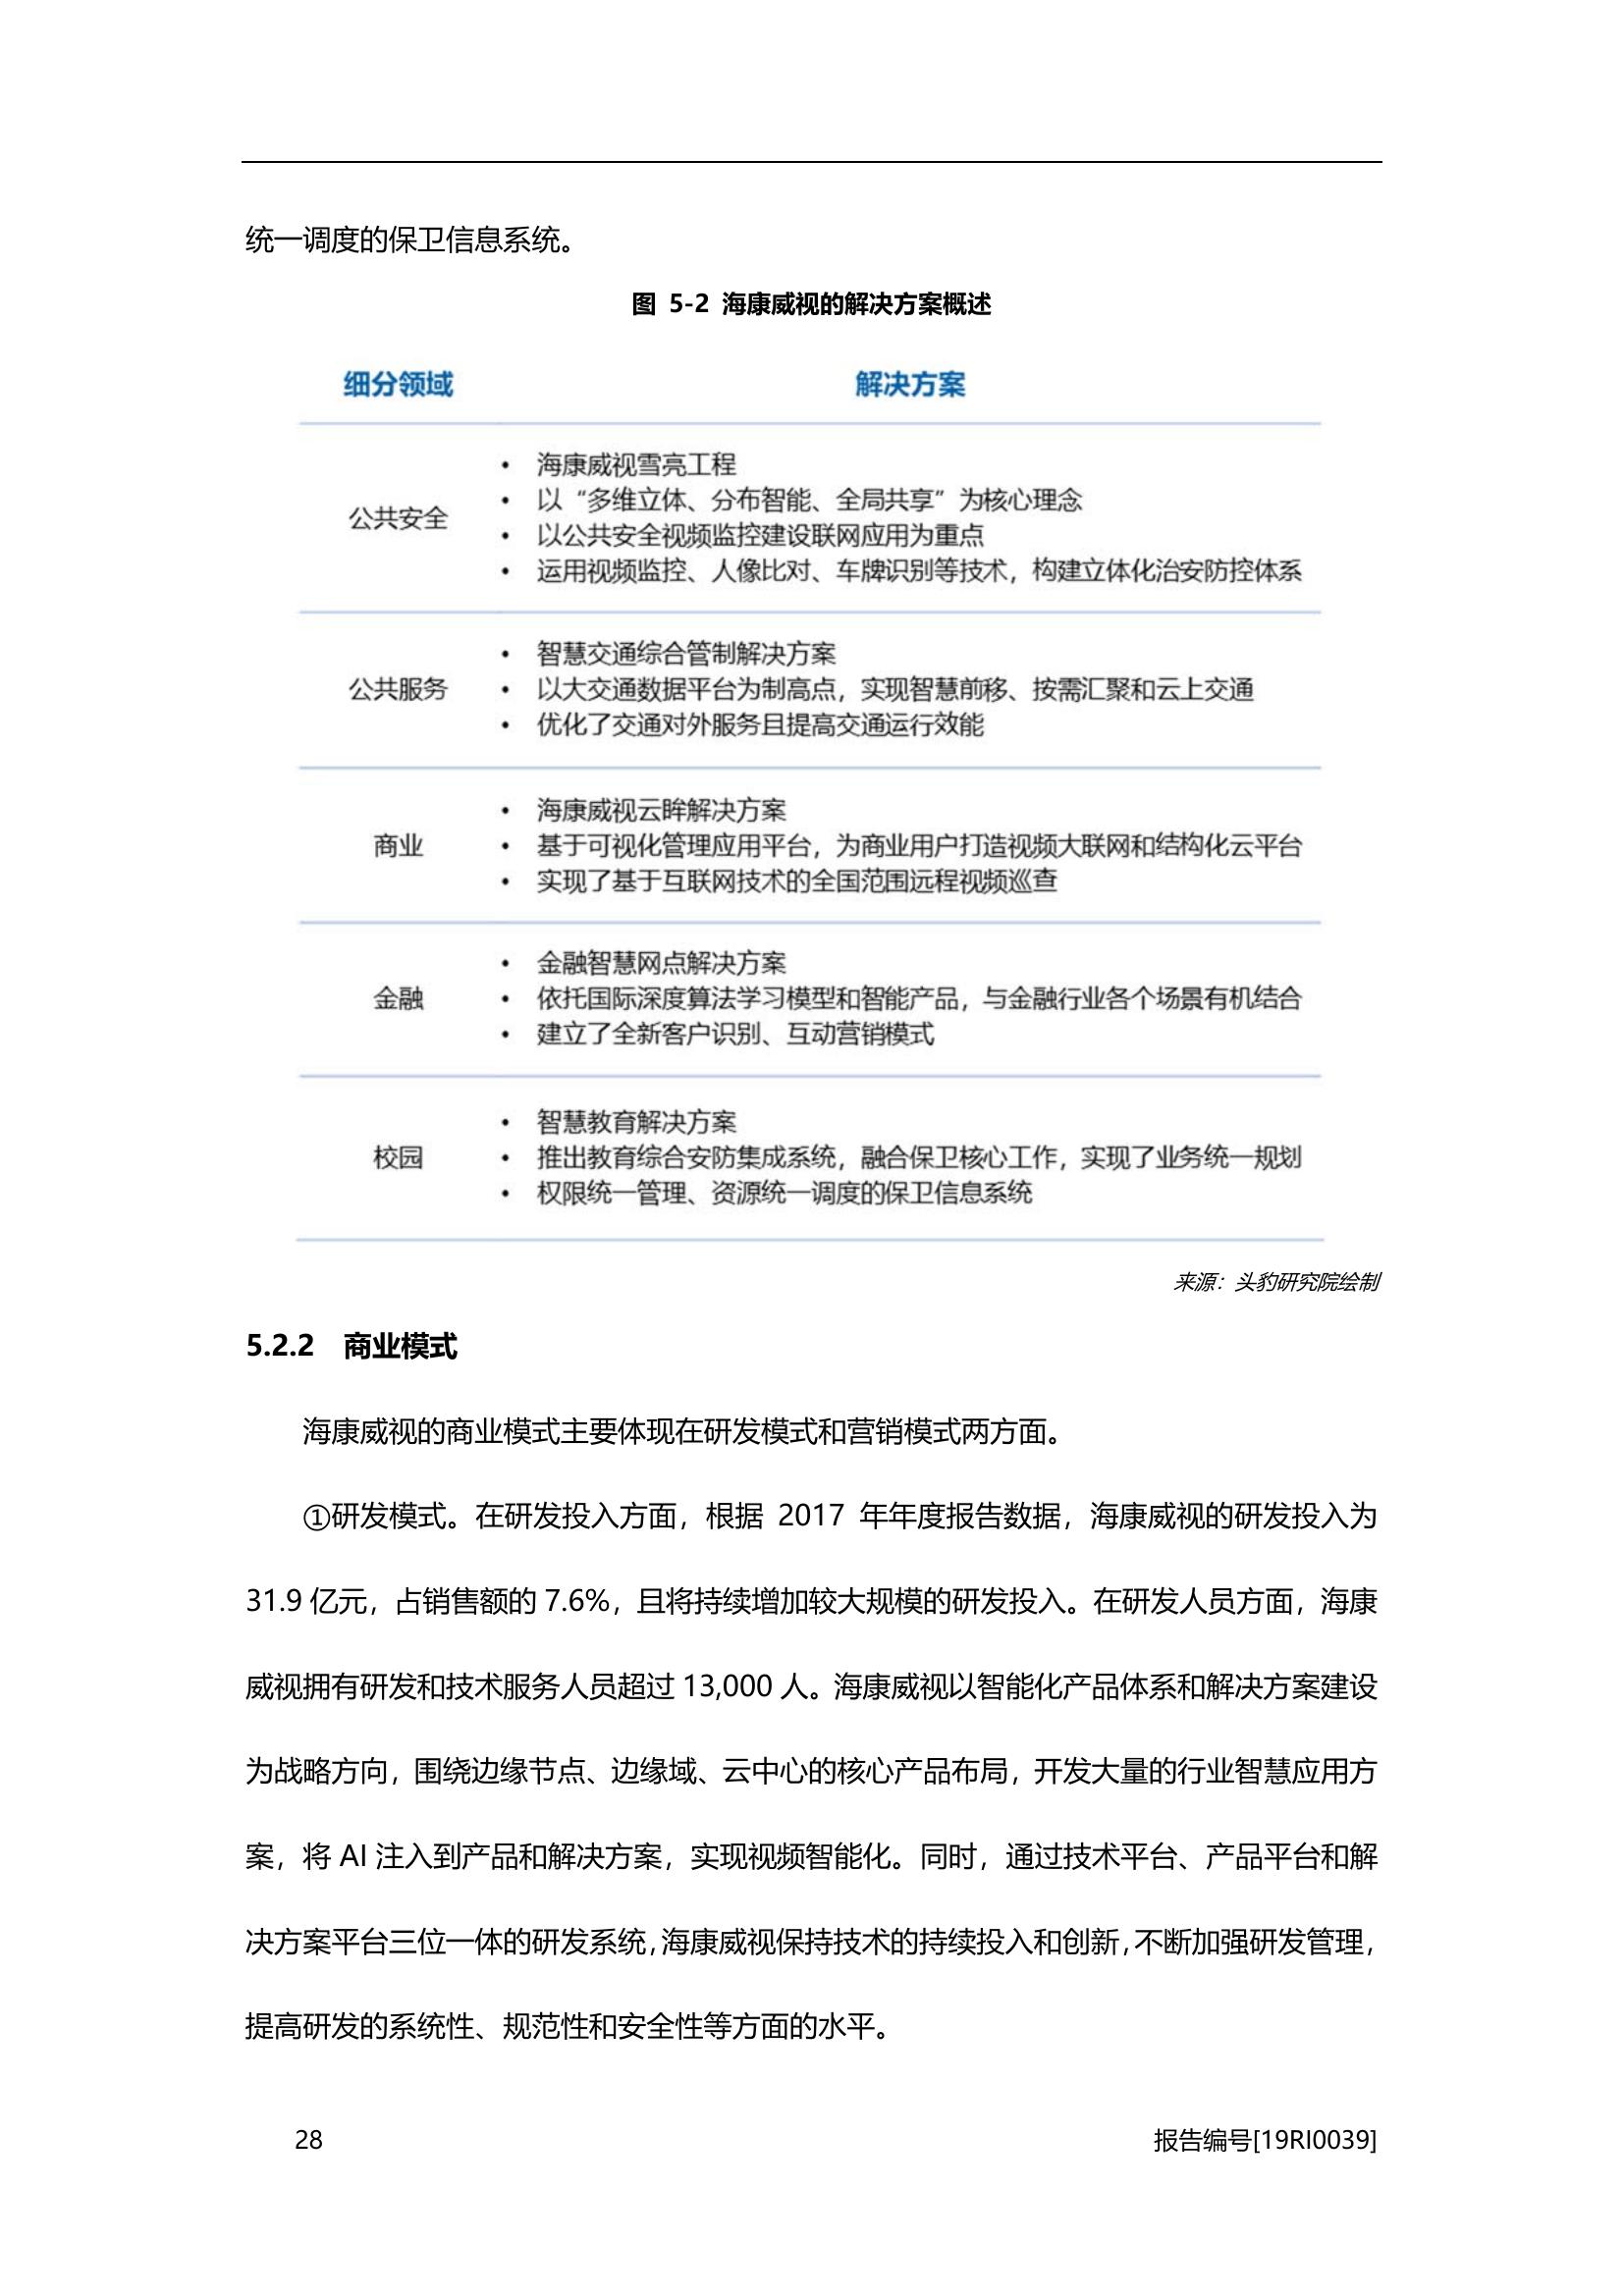 统一调度的保卫信息系统。
图 5-2 海康威视的解决方案概述
细分领域 解决方案
公共安全
• 海康威视雪亮工程
• 以“多维立体、分布智能、全局共享”为核心理念
• 以公共安全视频监控建设联网应用为重点
• 运用视频监控、人像比对、车牌识别等技术，构建立体化治安防控体系
公共服务
• 智慧交通综合管制解决方案
• 以大交通数据平台为制高点，实现智慧前移、按需汇聚和云上交通
• 优化了交通对外服务且提高交通运行效能
商业
• 海康威视云眸解决方案
• 基于可视化管理应用平台，为商业用户打造视频大联网和结构化云平台
• 实现了基于互联网技术的全国范围远程视频巡查
金融
• 金融智慧网点解决方案
• 依托国际深度算法学习模型和智能产品，与金融行业各个场景有机结合
• 建立了全新客户识别、互动营销模式
校园
• 智慧教育解决方案
• 推出教育综合安防集成系统，融合保卫核心工作，实现了业务统一规划
• 权限统一管理、资源统一调度的保卫信息系统
来源：头豹研究院绘制
5.2.2 商业模式
海康威视的商业模式主要体现在研发模式和营销模式两方面。
①研发模式。在研发投入方面，根据 2017 年年度报告数据，海康威视的研发投入为
31.9 亿元，占销售额的 7.6%，且将持续增加较大规模的研发投入。在研发人员方面，海康
威视拥有研发和技术服务人员超过 13,000 人。海康威视以智能化产品体系和解决方案建设
为战略方向，围绕边缘节点、边缘域、云中心的核心产品布局，开发大量的行业智慧应用方
案，将 AI 注入到产品和解决方案，实现视频智能化。同时，通过技术平台、产品平台和解
决方案平台三位一体的研发系统，海康威视保持技术的持续投入和创新，不断加强研发管理，
提高研发的系统性、规范性和安全性等方面的水平。
28 报告编号[19RI0039]